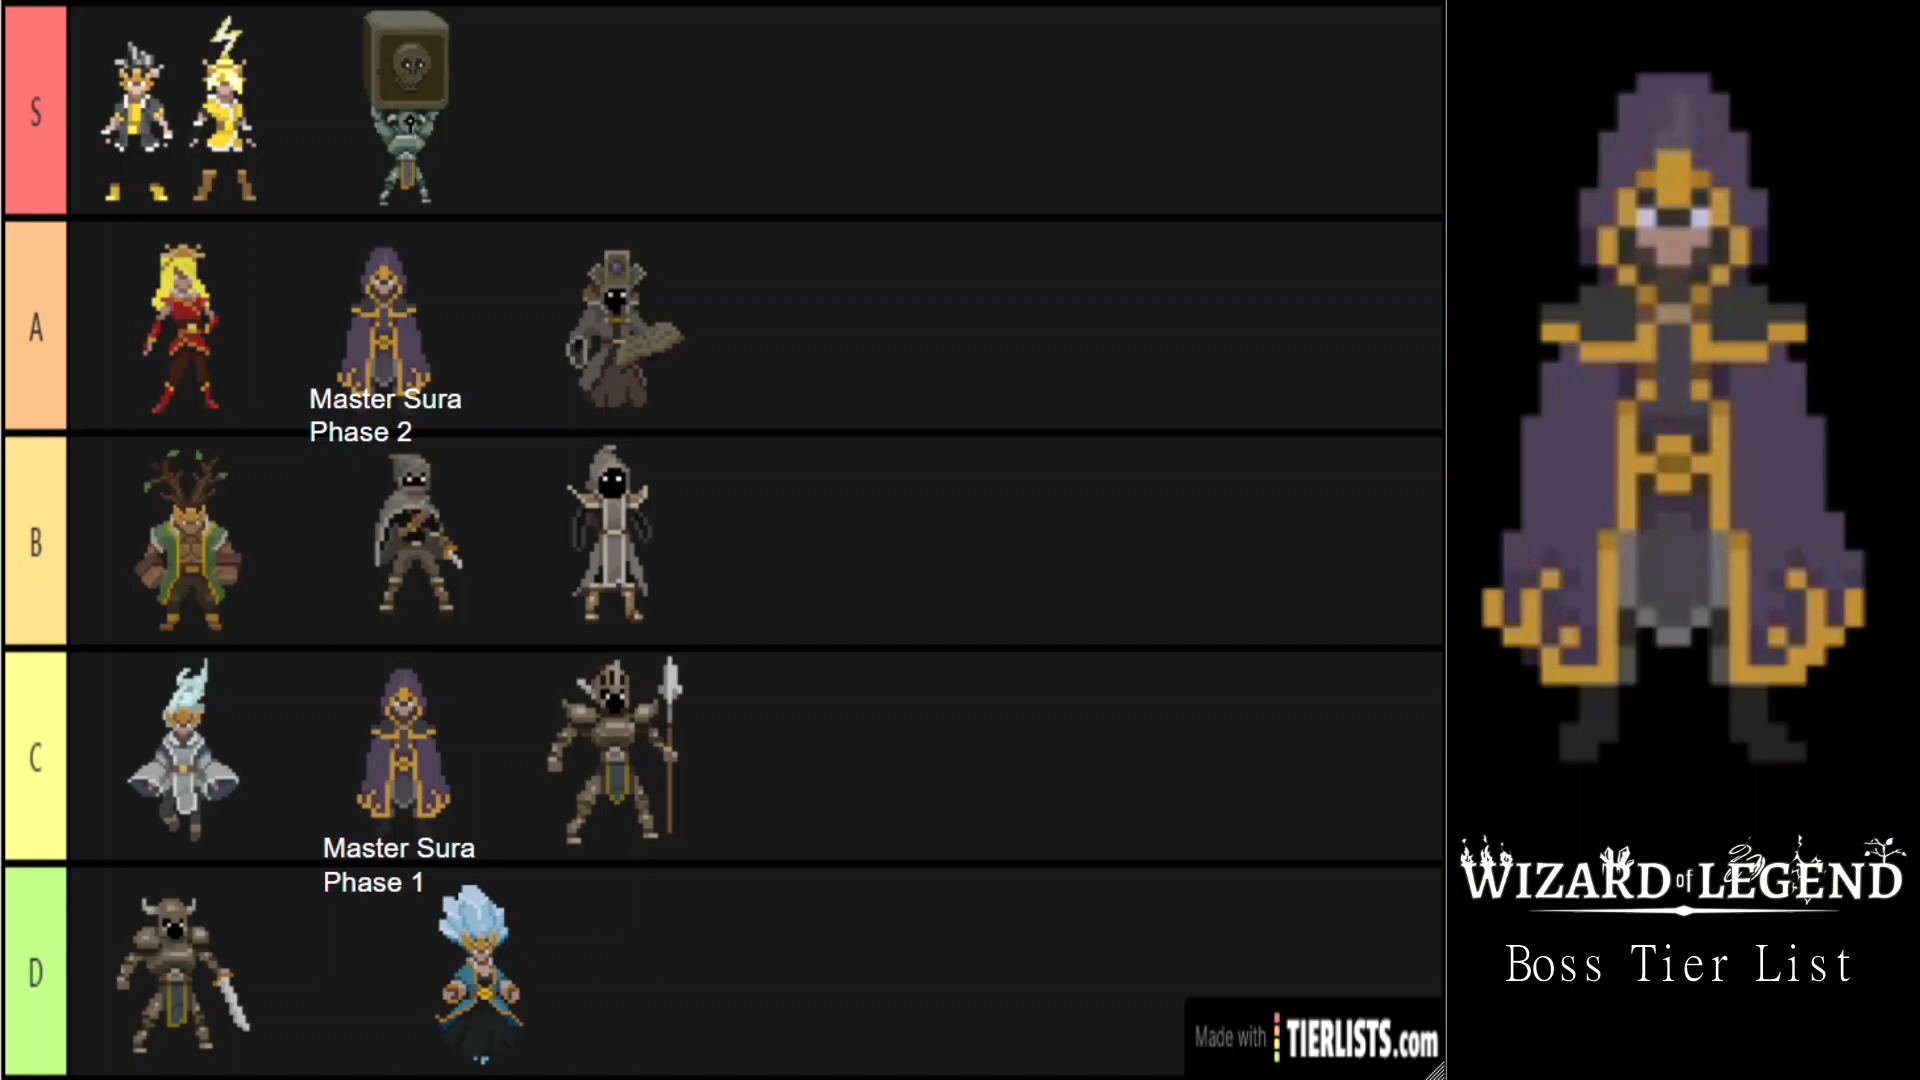 S
A
Master Sura
Phase 2
B
C
Master Sura
Phase 1
D
Made with TIERLISTS.com
WIZARD of LEGEND
Boss Tier List